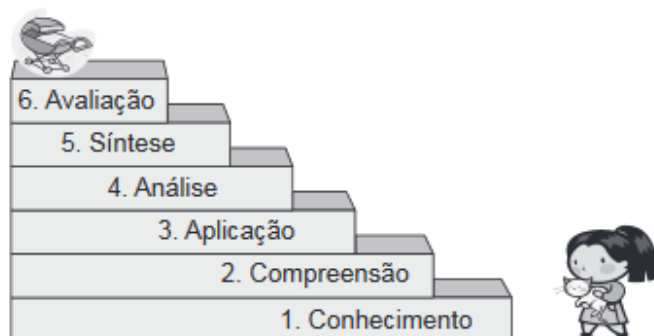 6. Avaliação
5. Síntese
4. Análise
3. Aplicação
2. Compreensão
1. Conhecimento